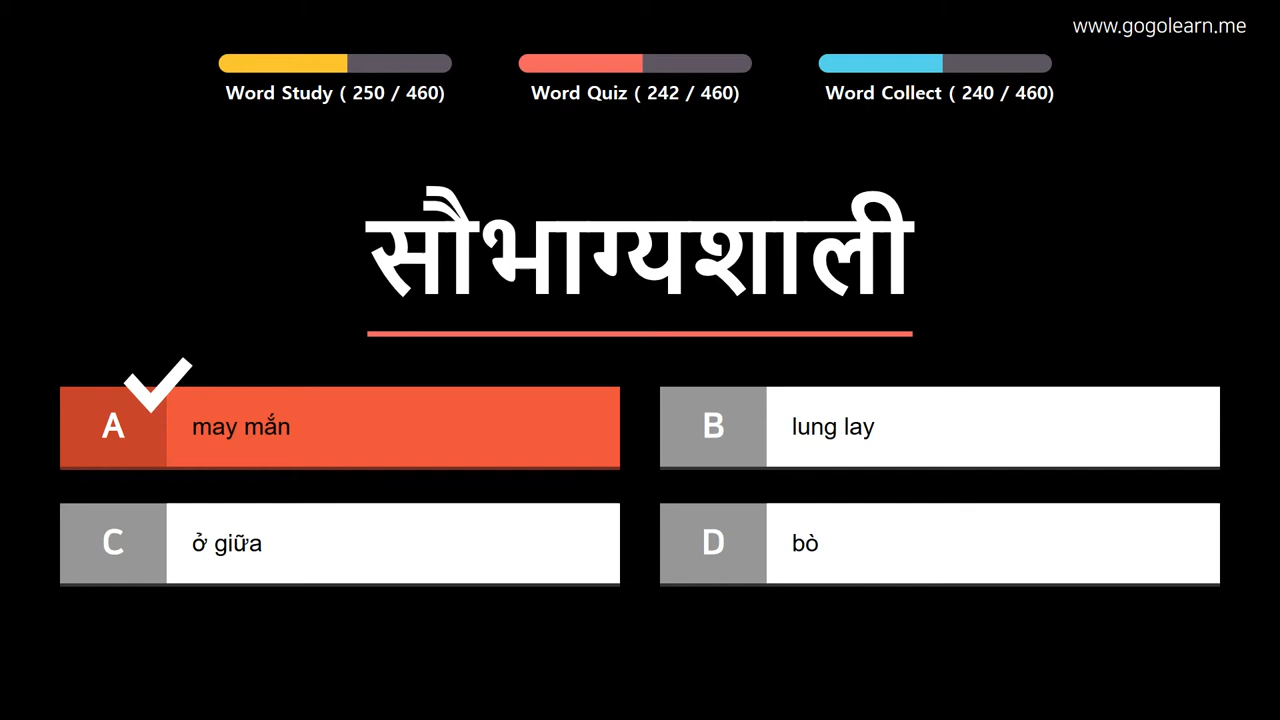 www.gogolearn.me
Word Study ( 250 / 460)
Word Quiz ( 242 / 460)
Word Collect ( 240 / 460)
सौभाग्यशाली
A may mắn
B lung lay
C ở giữa
D bò